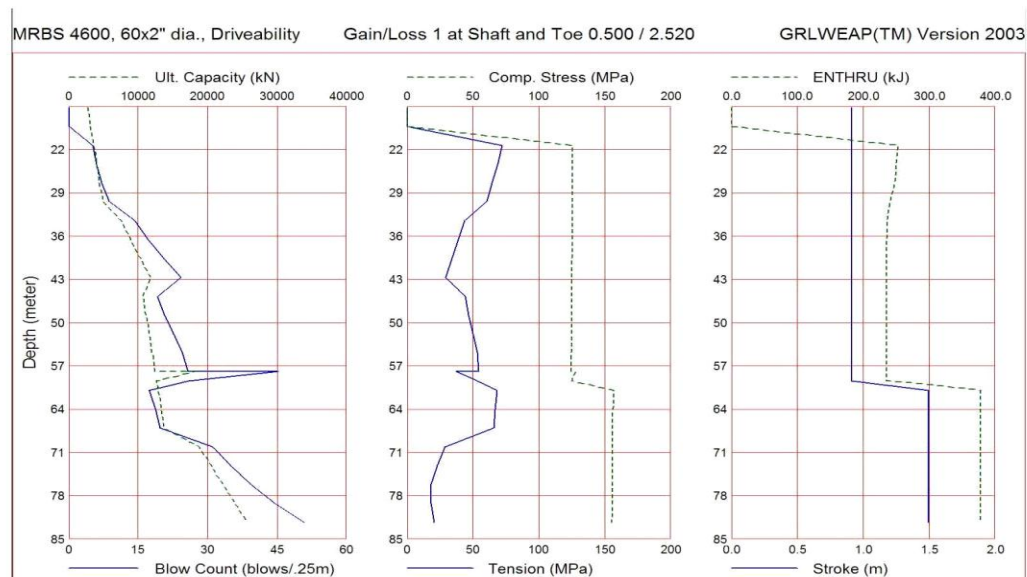 MRBS 4600, 60x2" dia., Driveability Gain/Loss 1 at Shaft and Toe 0.500 / 2.520 GRLWEAP(TM) Version 2003
Ult. Capacity (kN) Comp. Stress (MPa) ENTHRU (kJ)
0 10000 20000 30000 40000 0 50 100 150 200 0.0 100.0 200.0 300.0 400.0
Depth (meter)
22 22 22
29 29 29
36 36 36
43 43 43
50 50 50
57 57 57
64 64 64
71 71 71
78 78 78
85 85 85
0 15 30 45 60 0 50 100 150 200 0.0 0.5 1.0 1.5 2.0
Blow Count (blows/.25m) Tension (MPa) Stroke (m)